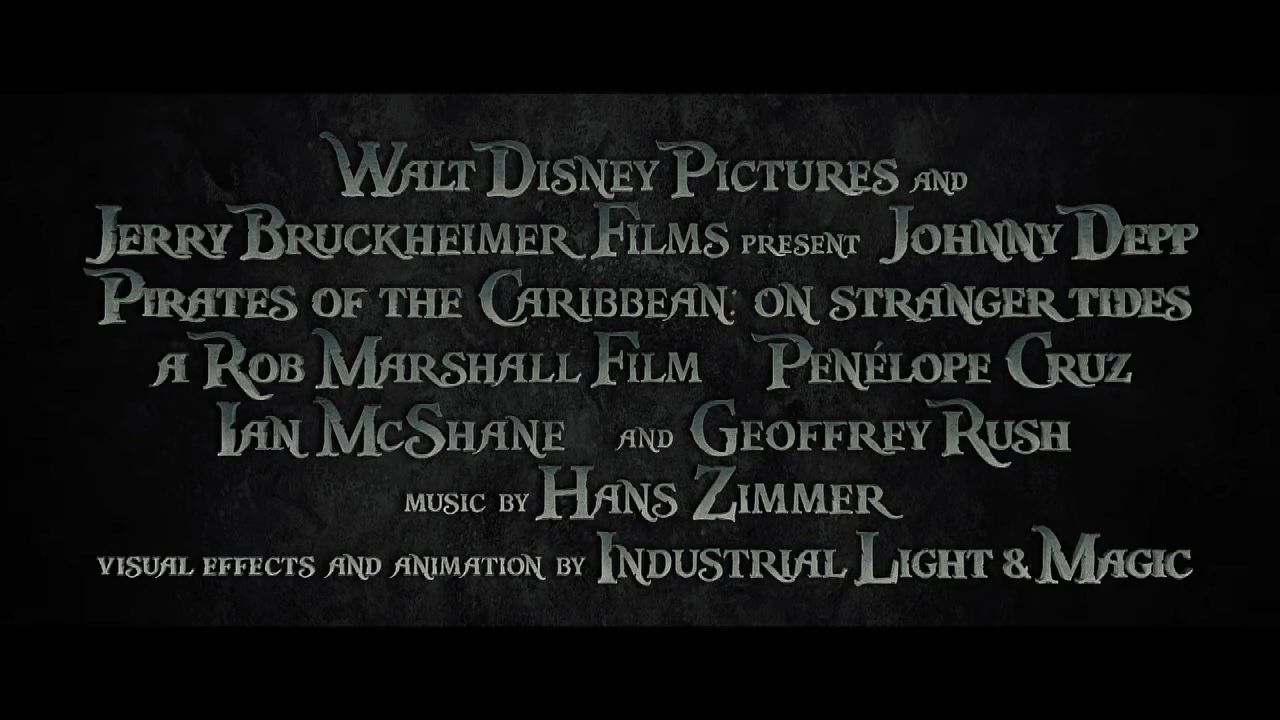 Walt Disney Pictures and
Jerry Bruckheimer Films present Johnny Depp
Pirates of the Caribbean: on stranger tides
a Rob Marshall Film Penélope Cruz
Ian McShane and Geoffrey Rush
music by Hans Zimmer
visual effects and animation by Industrial Light & Magic